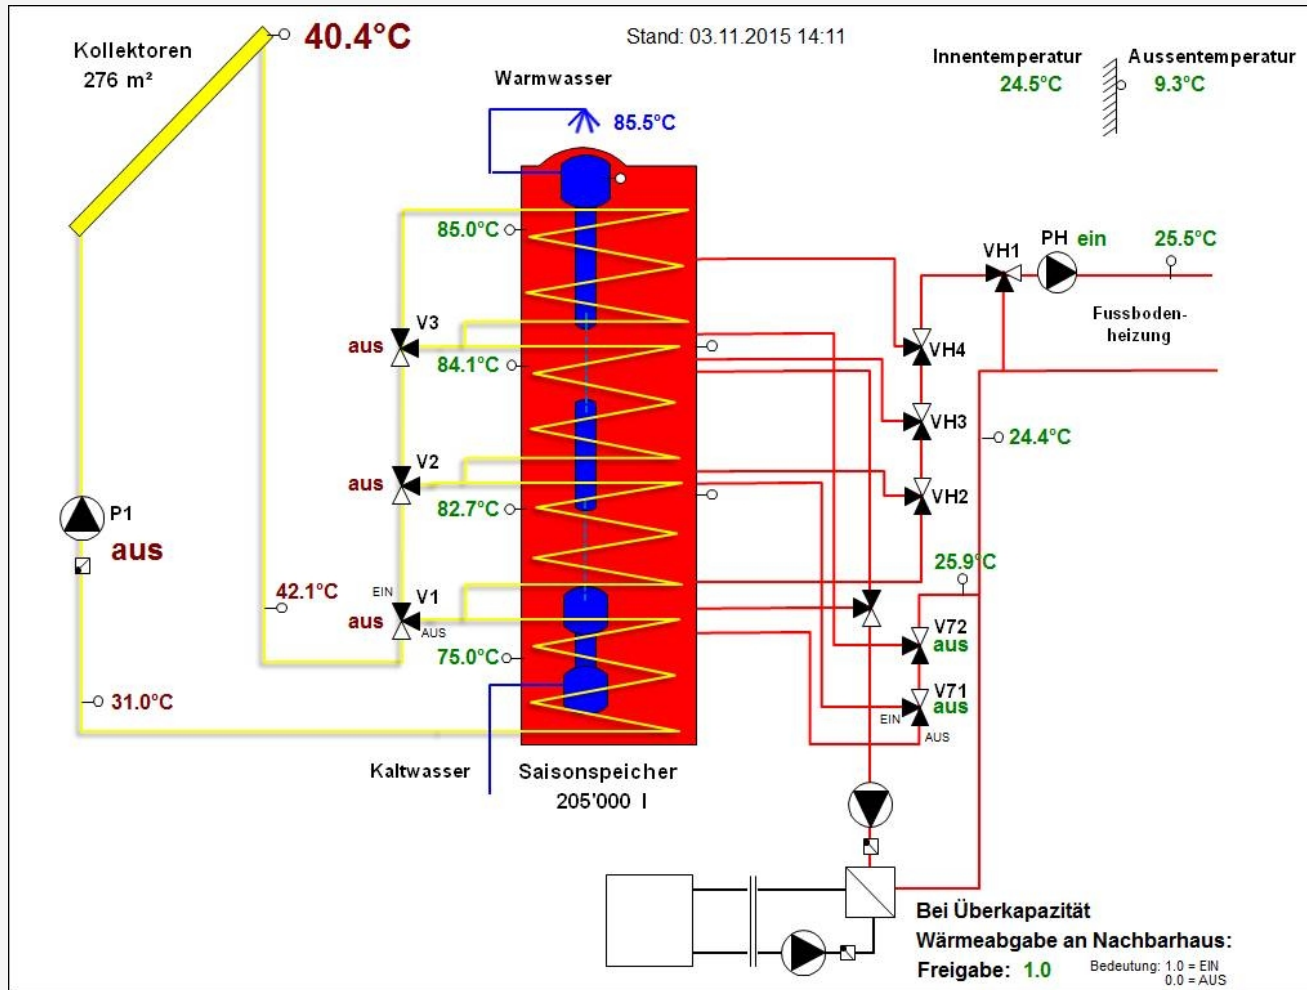 40.4°C
Stand: 03.11.2015 14:11
Kollektoren
276 m²
Innentemperatur
24.5°C
Aussentemperatur
9.3°C
Warmwasser
85.5°C
85.0°C
VH1
PH ein
25.5°C
Fussboden-
heizung
V3
aus
84.1°C
VH4
VH3
24.4°C
V2
aus
82.7°C
VH2
P1
aus
42.1°C
EIN
V1
aus
AUS
25.9°C
V72
aus
75.0°C
31.0°C
V71
aus
EIN
AUS
Kaltwasser
Saisonspeicher
205'000 l
Bei Überkapazität
Wärmeabgabe an Nachbarhaus:
Freigabe: 1.0
Bedeutung: 1.0 = EIN
0.0 = AUS